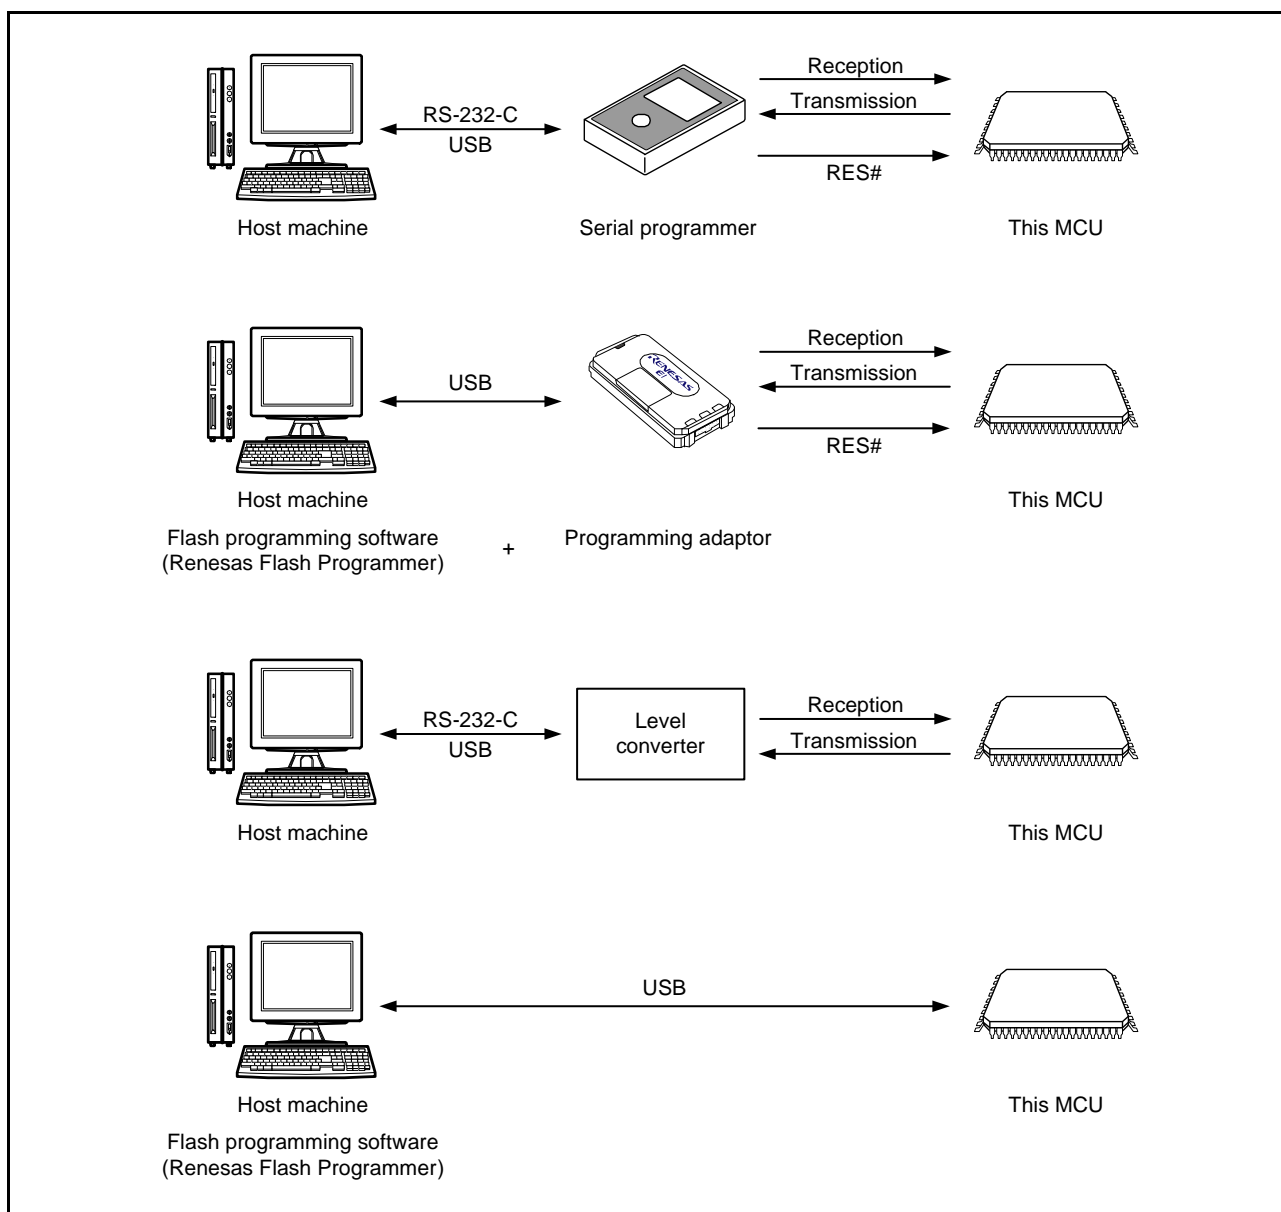 Reception
RS-232-C
Transmission
USB
RES#
Host machine
Serial programmer
This MCU
Reception
USB
Transmission
RENESAS
E1
RES#
Host machine
This MCU
Flash programming software
(Renesas Flash Programmer)
+
Programming adaptor
Reception
RS-232-C
Level
converter
Transmission
USB
Host machine
This MCU
USB
Host machine
This MCU
Flash programming software
(Renesas Flash Programmer)